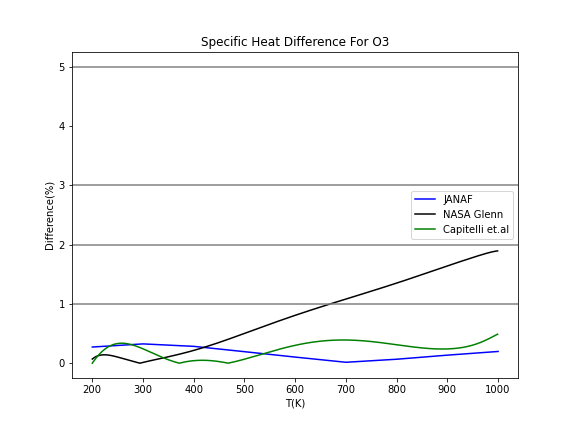 Specific Heat Difference For O3
Difference(%)
5
4
3
2
1
0
JANAF
NASA Glenn
Capitelli et.al
200 300 400 500 600 700 800 900 1000
T(K)